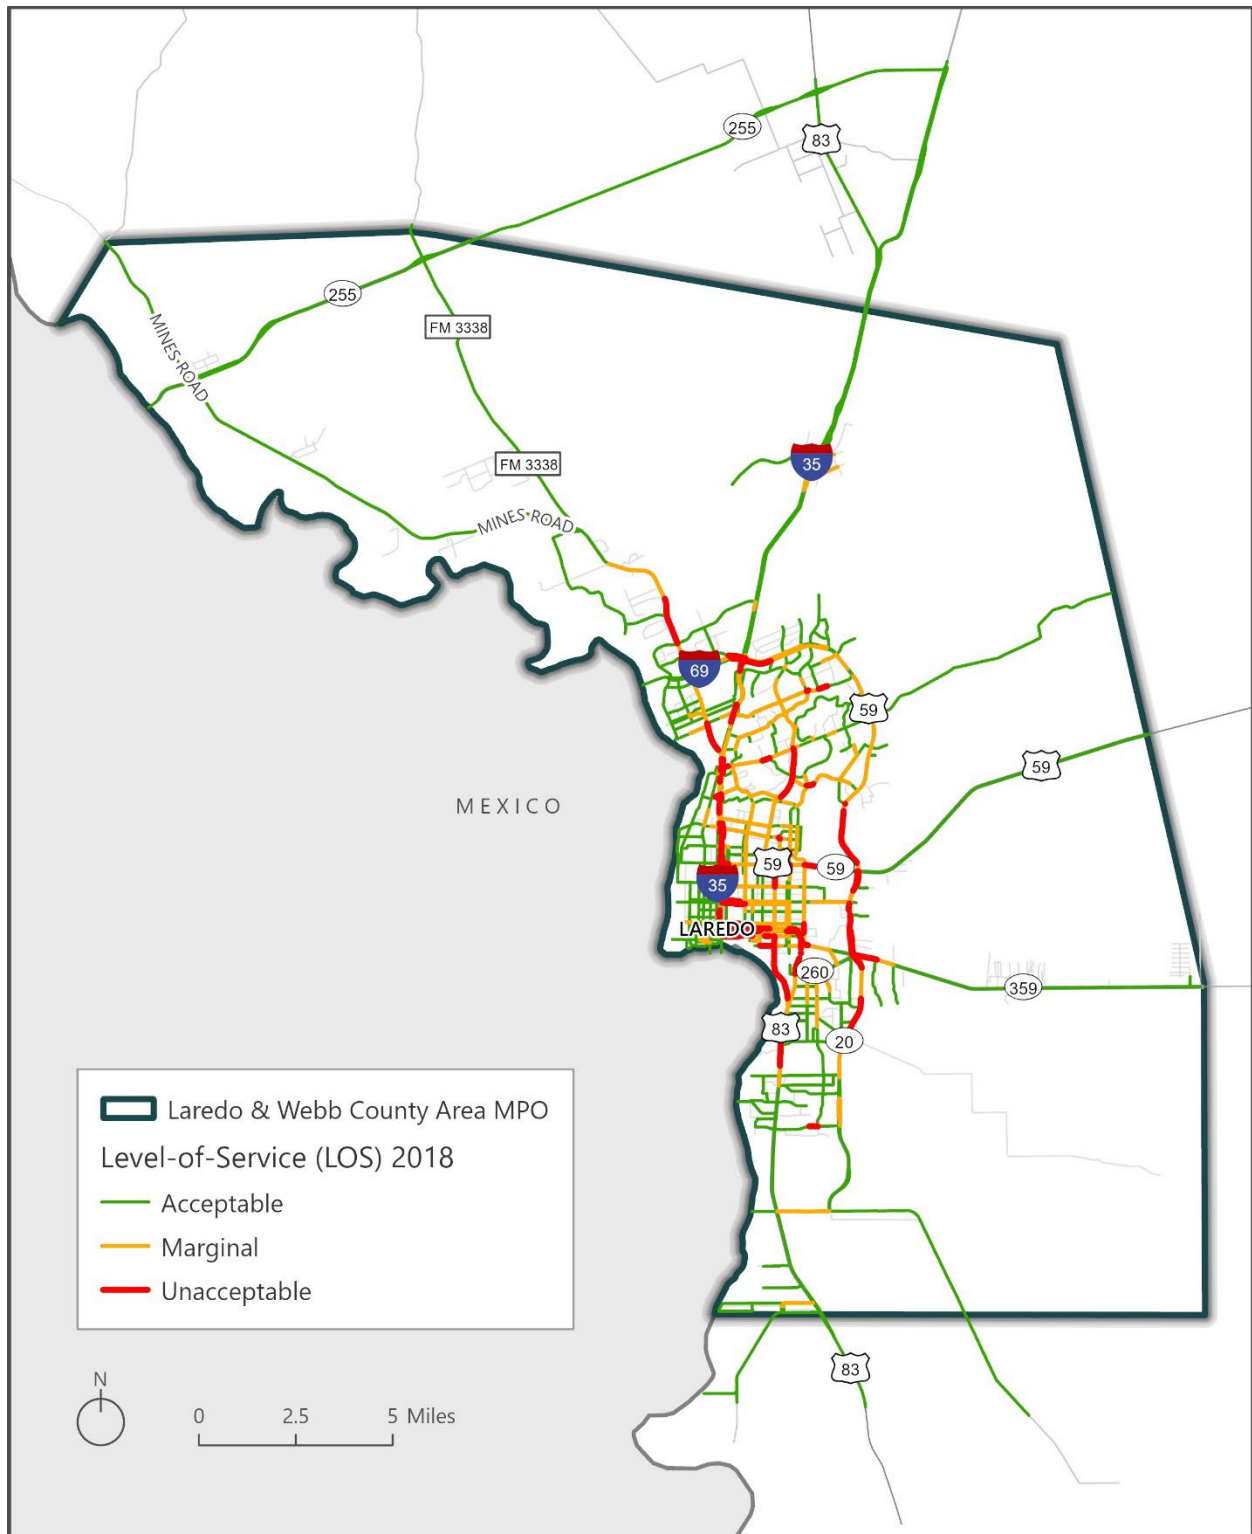 255
83
255
FM 3338
MINES ROAD
FM 3338
35
MINES ROAD
69
59
59
MEXICO
59
59
35
LAREDO
260
359
83
20
Laredo & Webb County Area MPO
Level-of-Service (LOS) 2018
Acceptable
Marginal
Unacceptable
83
N
0 2.5 5 Miles